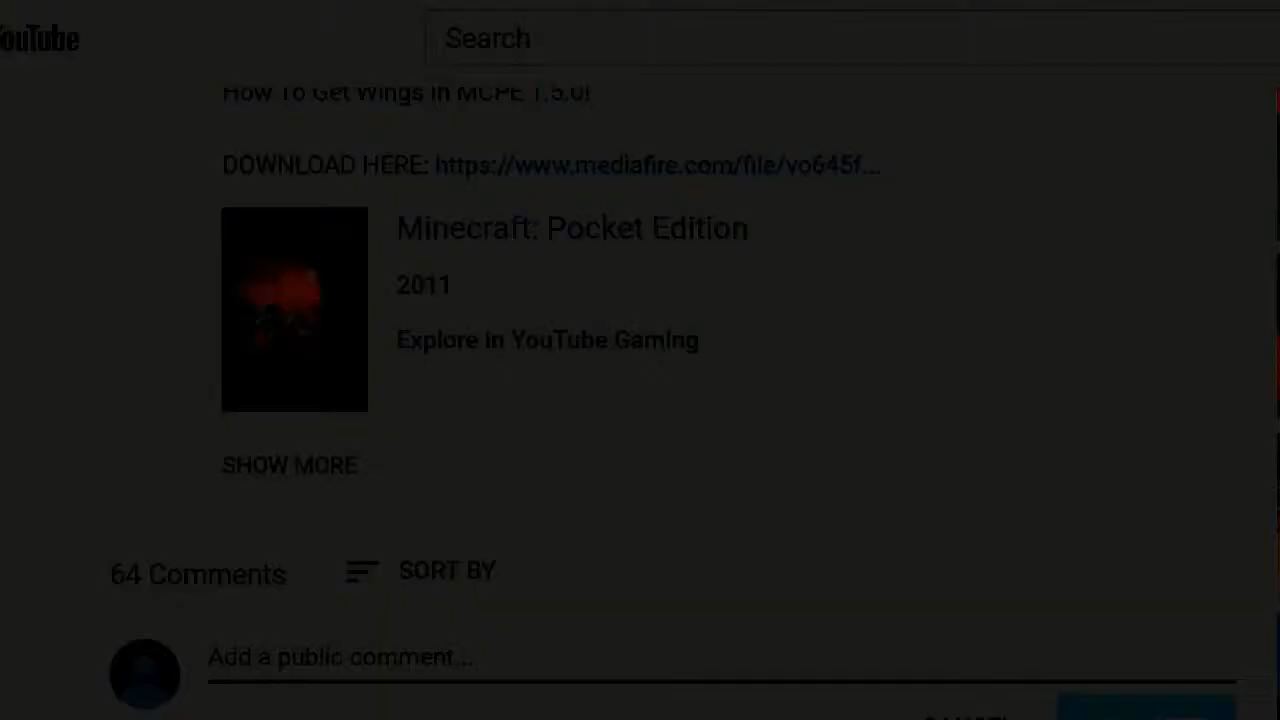 YouTube
Search
How To Get Wings In MCPE 1.5.0!
DOWNLOAD HERE: https://www.mediafire.com/file/vo645f...
Minecraft: Pocket Edition
2011
Explore in YouTube Gaming
SHOW MORE
64 Comments
SORT BY
Add a public comment...
CANCEL